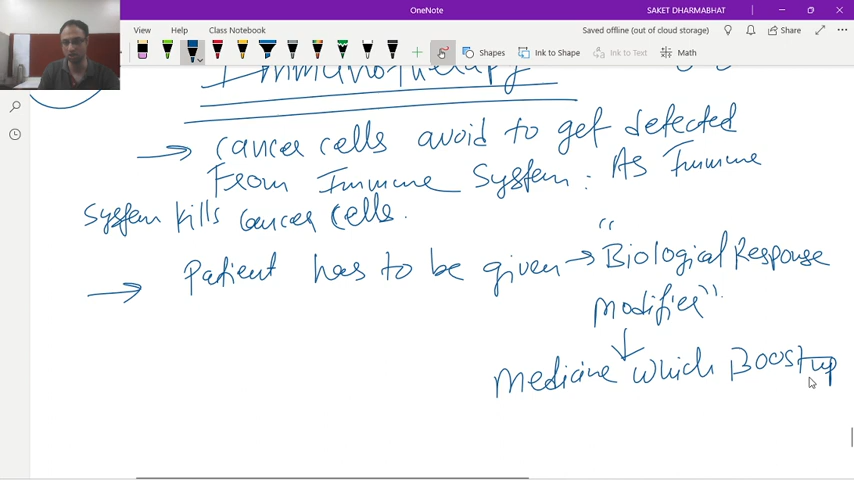 OneNote
SAKET DHARMABHAT
View Help Class Notebook
Saved offline (out of cloud storage)
Share
Shapes
Ink to Shape
Ink to Text
Math
Immunotherapy
→ Cancer cells avoid to get detected
From Immune System. As Immune
System kills cancer cells.
→ Patient has to be given → "Biological Response
Modifier".
↓
Medicine which Boost up